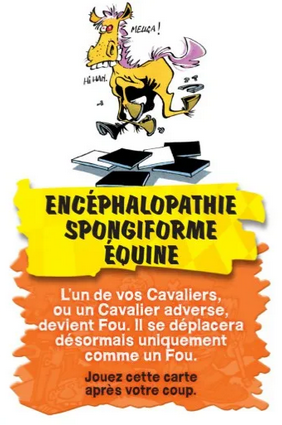 MEUGA !
HI-HAN.
ENCÉPHALOPATHIE
SPONGIFORME
ÉQUINE
L'un de vos Cavaliers,
ou un Cavalier adverse,
devient Fou. Il se déplacera
désormais uniquement
comme un Fou.
Jouez cette carte
après votre coup.